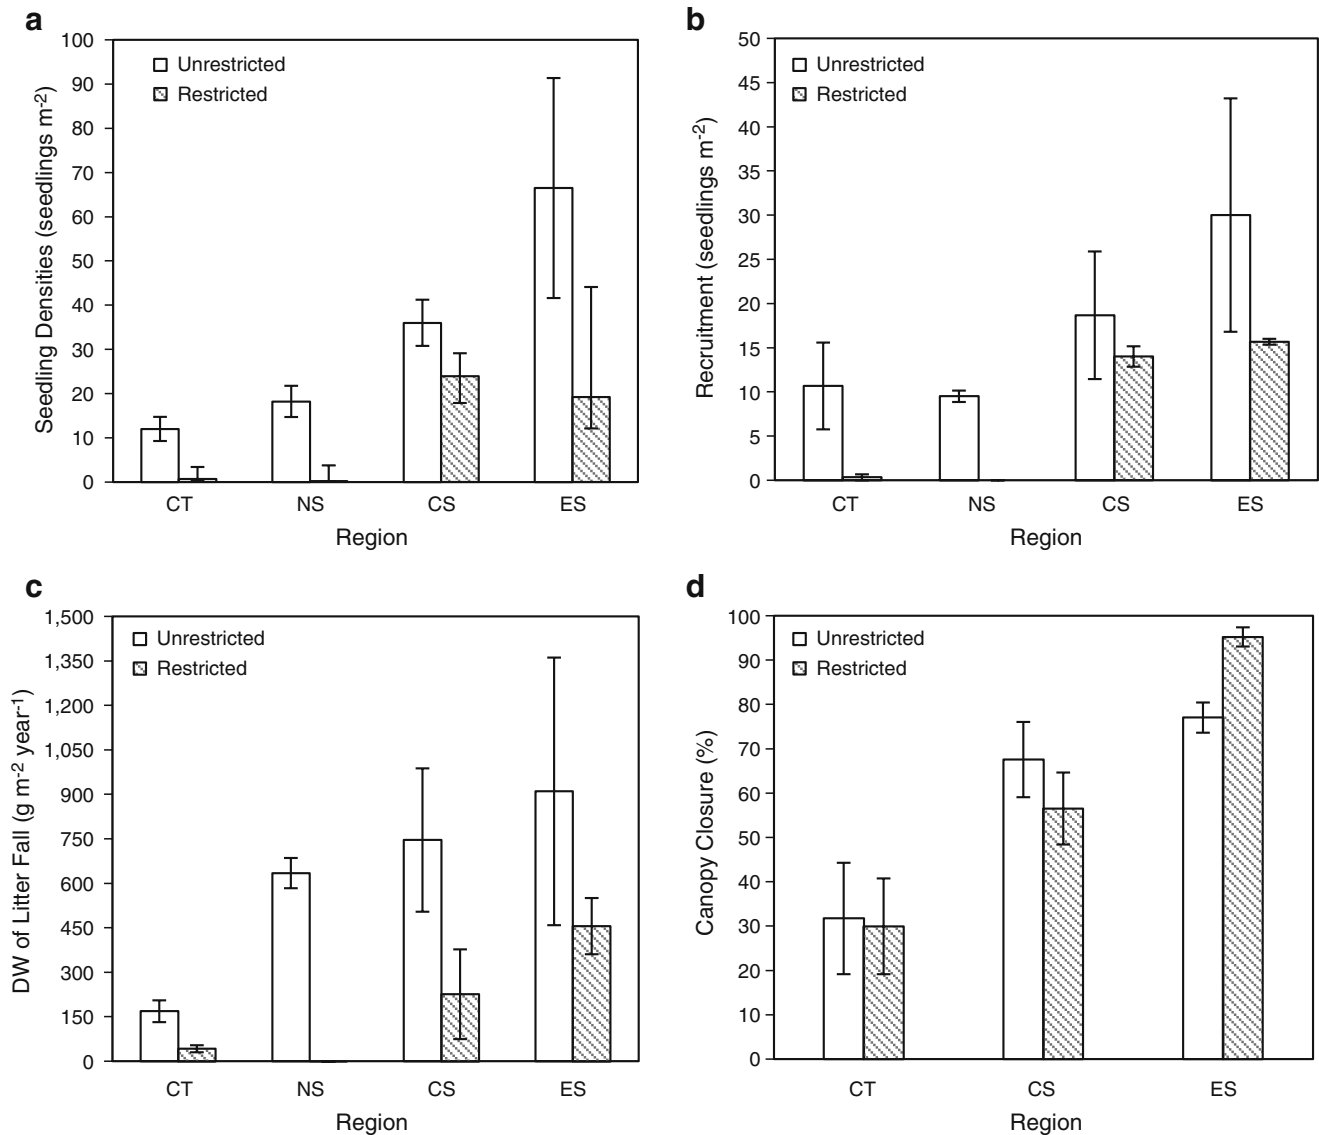 a
Seedling Densities (seedlings m-2)
100
90
80
70
60
50
40
30
20
10
0
Unrestricted
Restricted
CT NS CS ES
Region
b
Recruitment (seedlings m-2)
50
45
40
35
30
25
20
15
10
5
0
Unrestricted
Restricted
CT NS CS ES
Region
c
DW of Litter Fall (g m-2 year-1)
1,500
1,350
1,200
1,050
900
750
600
450
300
150
0
Unrestricted
Restricted
CT NS CS ES
Region
d
Canopy Closure (%)
100
90
80
70
60
50
40
30
20
10
0
Unrestricted
Restricted
CT CS ES
Region